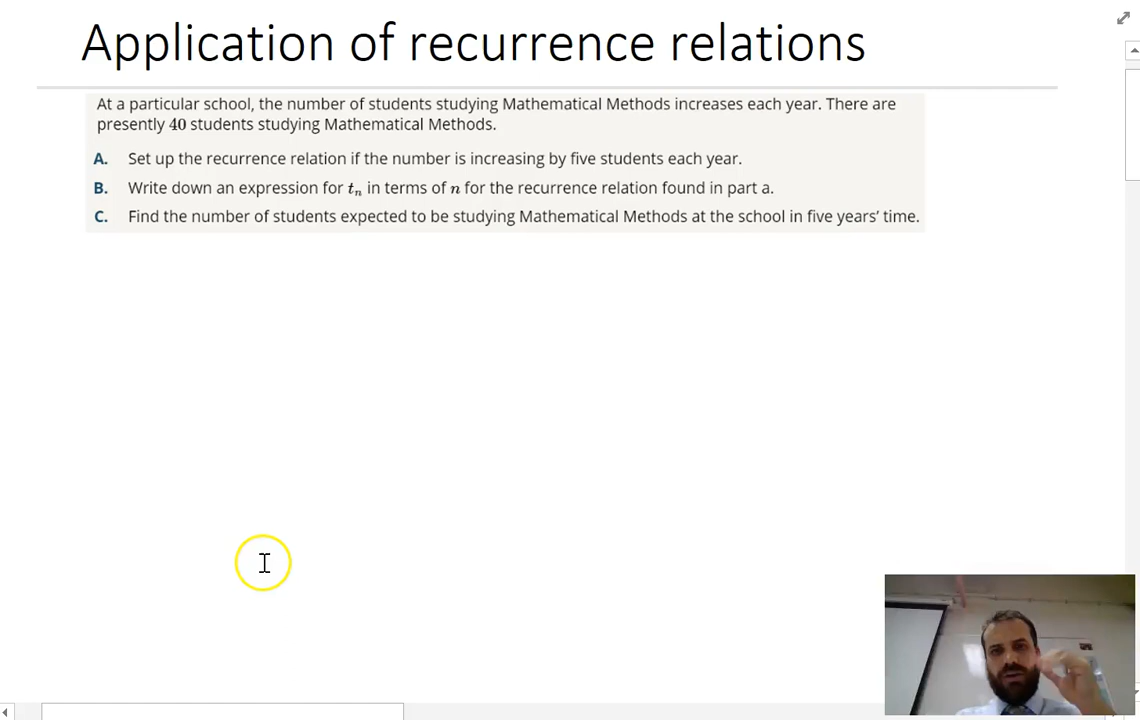 Application of recurrence relations
At a particular school, the number of students studying Mathematical Methods increases each year. There are
presently 40 students studying Mathematical Methods.
A. Set up the recurrence relation if the number is increasing by five students each year.
B. Write down an expression for tₙ in terms of n for the recurrence relation found in part a.
C. Find the number of students expected to be studying Mathematical Methods at the school in five years’ time.